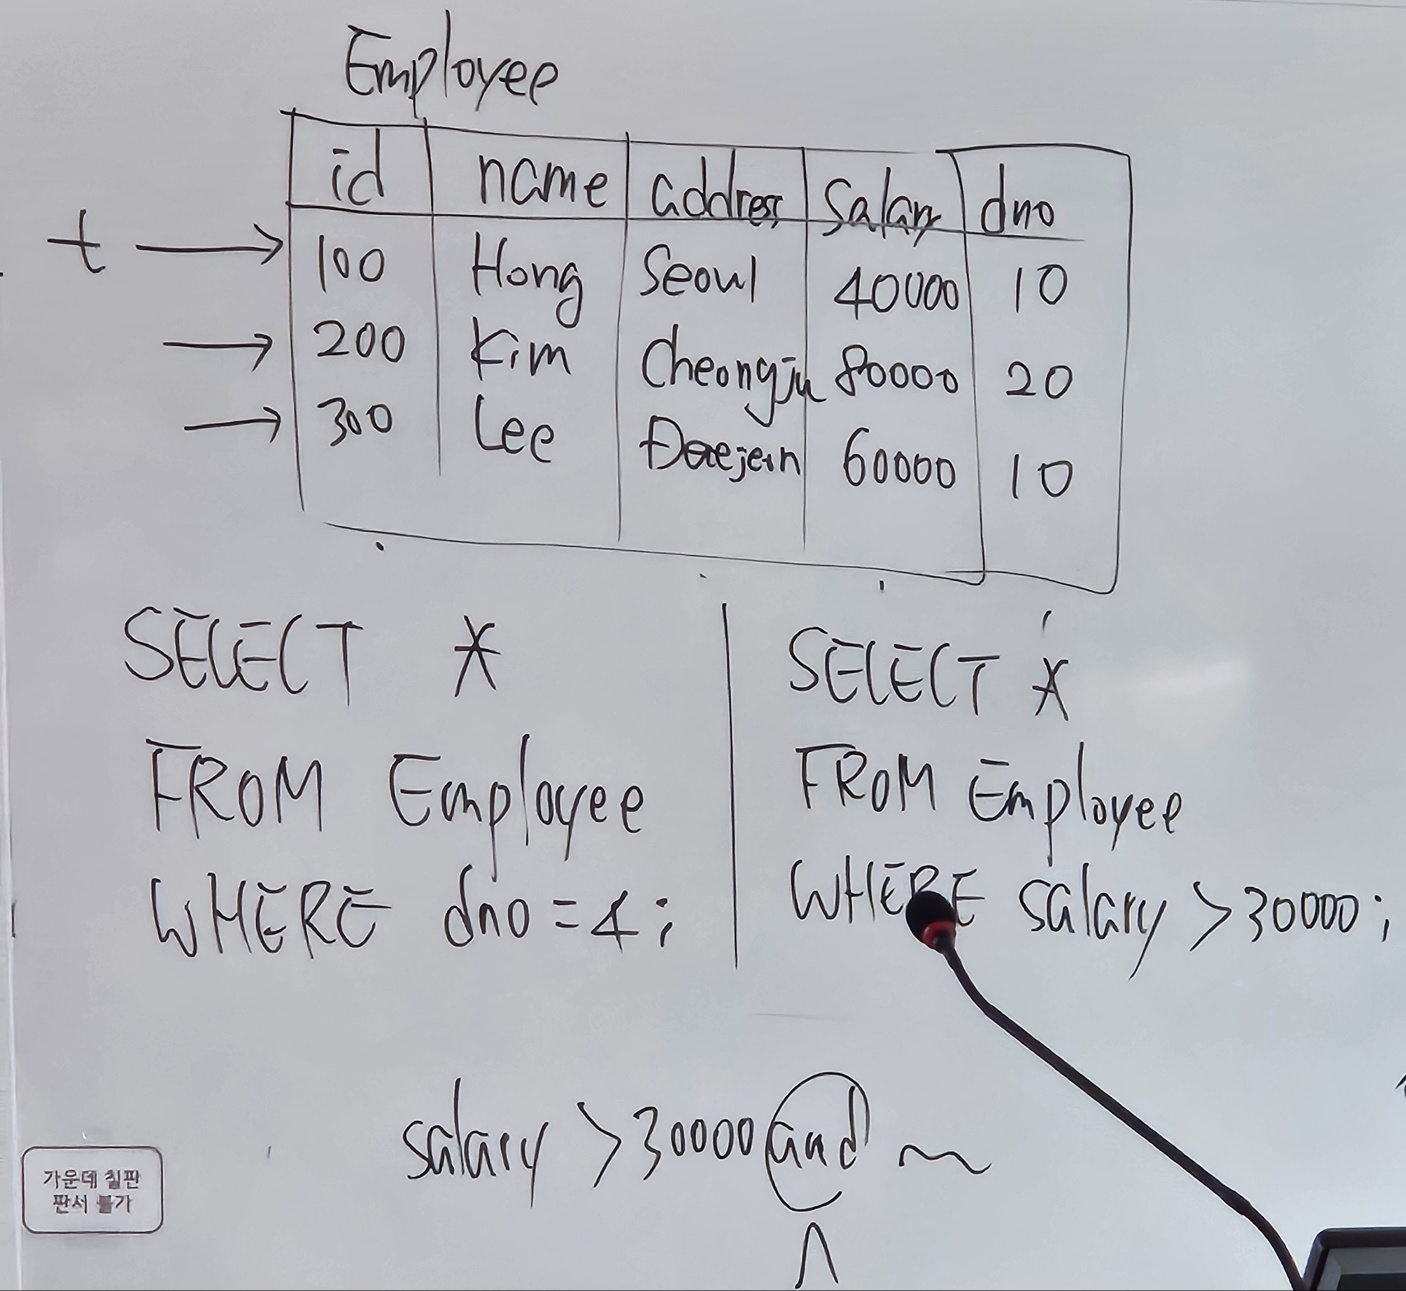 Employee
id name address salary dno
t → 100 Hong Seoul 40000 10
→ 200 Kim Cheongju 80000 20
→ 300 Lee Daejein 60000 10
SELECT *
FROM Employee
WHERE dno = 4;
SELECT *
FROM Employee
WHERE salary > 30000;
salary > 30000 and ~
∧
가운데 칠판
판서 불가